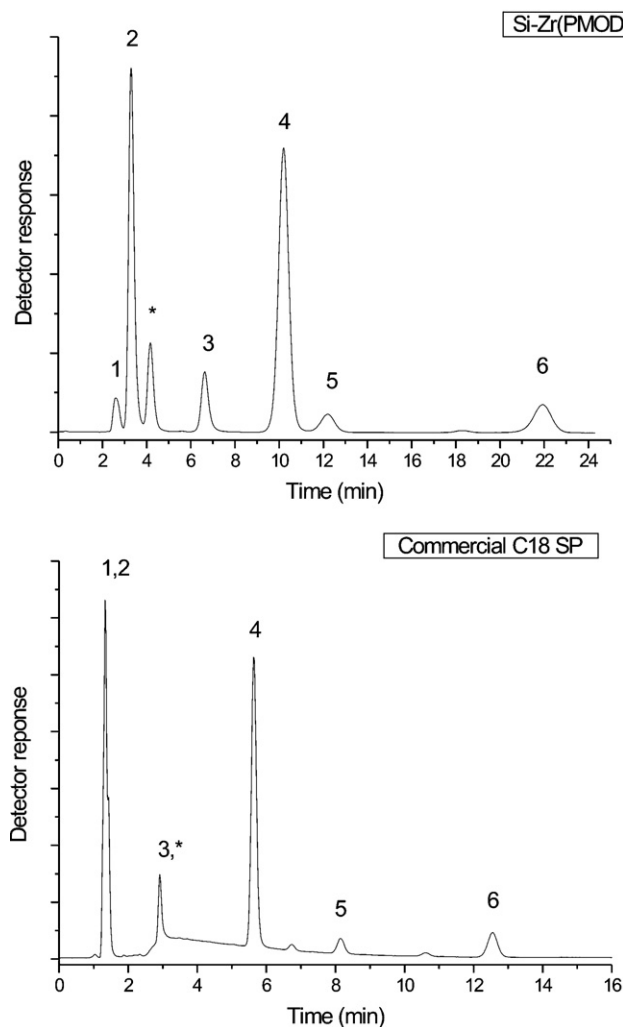 Si-Zr(PMOD
2
4
*
1
3
5
6
Detector response
0 2 4 6 8 10 12 14 16 18 20 22 24
Time (min)
Commercial C18 SP
1,2
4
3,*
5
6
Detector reponse
0 2 4 6 8 10 12 14 16
Time (min)